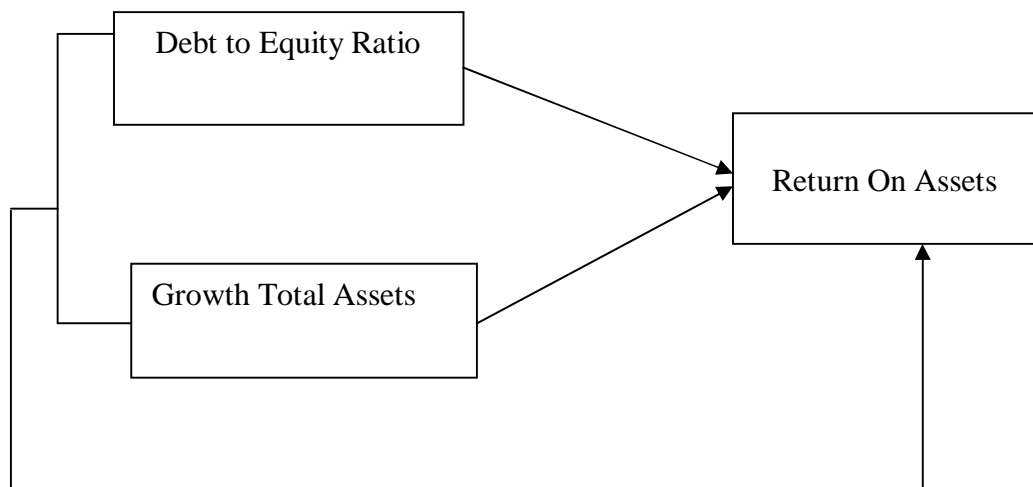 Debt to Equity Ratio
Return On Assets
Growth Total Assets